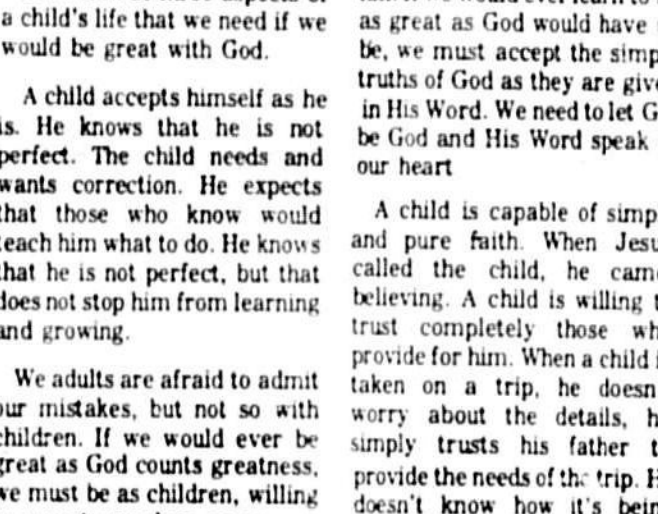 a child's life that we need if we
would be great with God.
A child accepts himself as he
is. He knows that he is not
perfect. The child needs and
wants correction. He expects
that those who know would
teach him what to do. He knows
that he is not perfect, but that
does not stop him from learning
and growing.
We adults are afraid to admit
our mistakes, but not so with
children. If we would ever be
great as God counts greatness,
we must be as children, willing
as great as God would have
be, we must accept the simp
truths of God as they are give
in His Word. We need to let G
be God and His Word speak
our heart
A child is capable of simp
and pure faith. When Jesu
called the child, he came
believing. A child is willing t
trust completely those wh
provide for him. When a child i
taken on a trip, he doesn
worry about the details, h
simply trusts his father t
provide the needs of the trip. H
doesn't know how it's bein